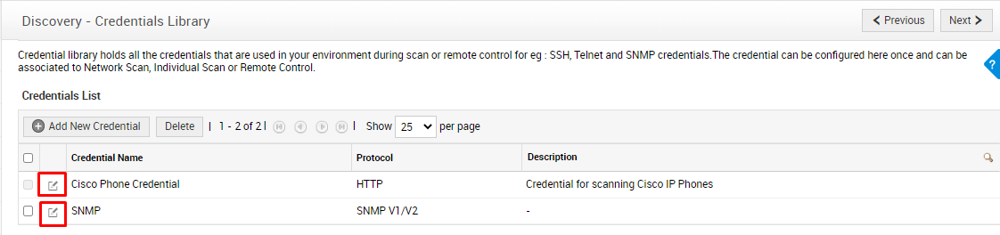 Discovery - Credentials Library
Previous
Next
Credential library holds all the credentials that are used in your environment during scan or remote control for eg : SSH, Telnet and SNMP credentials.The credential can be configured here once and can be
associated to Network Scan, Individual Scan or Remote Control.
?
Credentials List
Add New Credential Delete | 1 - 2 of 2 | | Show 25 per page
Credential Name Protocol Description
Cisco Phone Credential HTTP Credential for scanning Cisco IP Phones
SNMP SNMP V1/V2 -